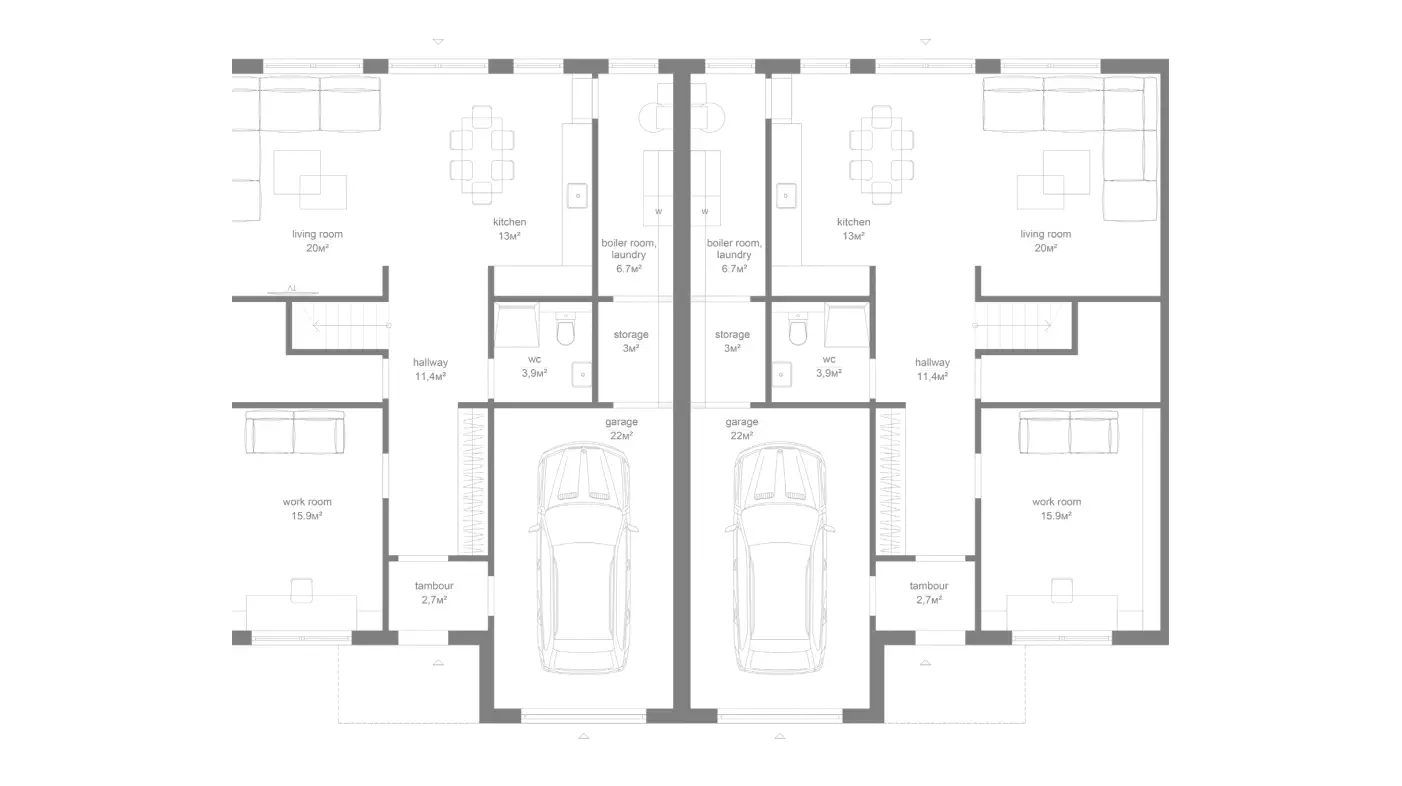 kitchen
13м²
kitchen
13м²
living room
20м²
living room
20м²
W
W
boiler room,
laundry
6.7м²
boiler room,
laundry
6.7м²
TV
storage
3м²
storage
3м²
wc
3,9м²
wc
3,9м²
hallway
11,4м²
hallway
11,4м²
garage
22м²
garage
22м²
work room
15.9м²
work room
15.9м²
tambour
2,7м²
tambour
2,7м²